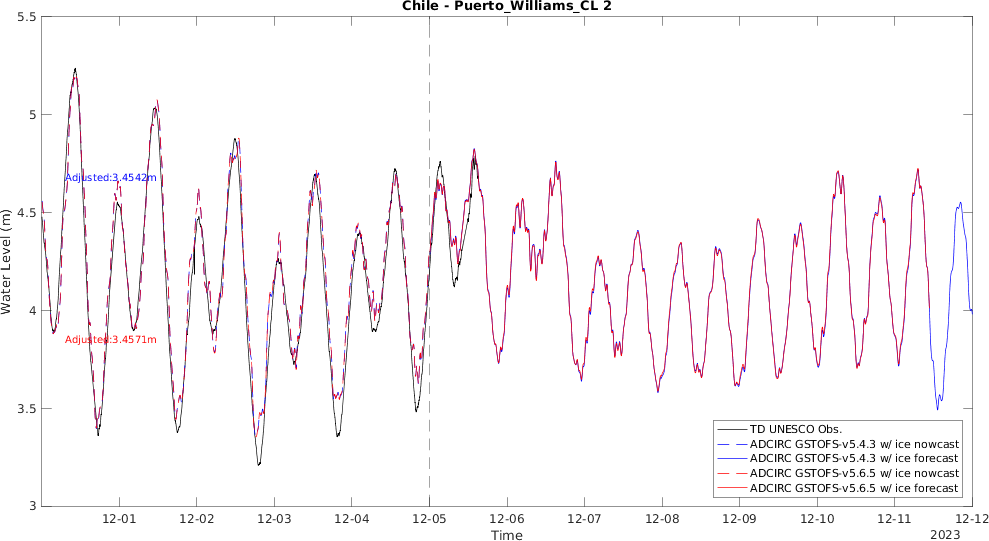 Chile - Puerto_Williams_CL 2
5.5
5
4.5
4
3.5
3
Water Level (m)
Adjusted:3.4542m
Adjusted:3.4571m
TD UNESCO Obs.
ADCIRC GSTOFS-v5.4.3 w/ ice nowcast
ADCIRC GSTOFS-v5.4.3 w/ ice forecast
ADCIRC GSTOFS-v5.6.5 w/ ice nowcast
ADCIRC GSTOFS-v5.6.5 w/ ice forecast
12-01 12-02 12-03 12-04 12-05 12-06 12-07 12-08 12-09 12-10 12-11 12-12
Time
2023